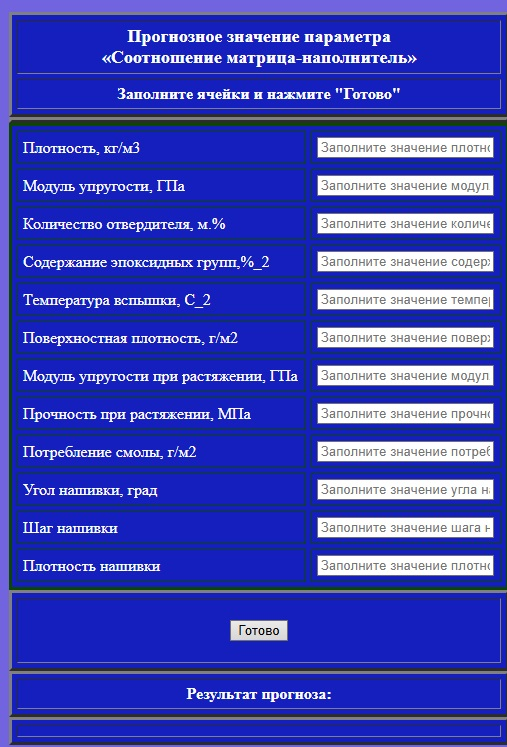 Прогнозное значение параметра
«Соотношение матрица-наполнитель»
Заполните ячейки и нажмите "Готово"
Плотность, кг/м3 Заполните значение плотно
Модуль упругости, ГПа Заполните значение модул
Количество отвердителя, м.% Заполните значение количе
Содержание эпоксидных групп,%_2 Заполните значение содерж
Температура вспышки, С_2 Заполните значение темпер
Поверхностная плотность, г/м2 Заполните значение поверх
Модуль упругости при растяжении, ГПа Заполните значение модул
Прочность при растяжении, МПа Заполните значение прочно
Потребление смолы, г/м2 Заполните значение потреб
Угол нашивки, град Заполните значение угла на
Шаг нашивки Заполните значение шага н
Плотность нашивки Заполните значение плотно
Готово
Результат прогноза: